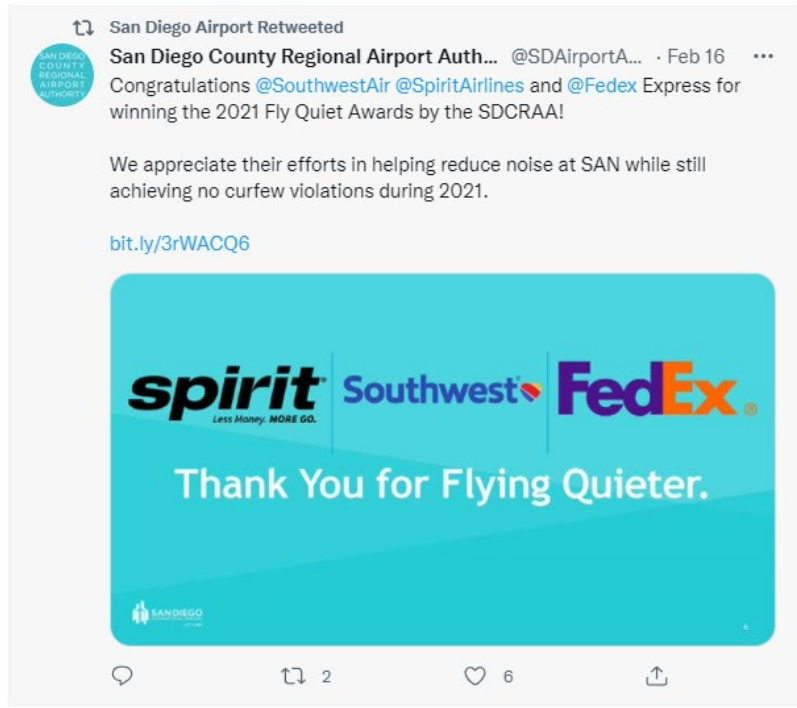 San Diego Airport Retweeted
SAN DIEGO
COUNTY
REGIONAL
AIRPORT
AUTHORITY
San Diego County Regional Airport Auth... @SDAirportA... · Feb 16 ...
Congratulations @SouthwestAir @SpiritAirlines and @Fedex Express for
winning the 2021 Fly Quiet Awards by the SDCRAA!
We appreciate their efforts in helping reduce noise at SAN while still
achieving no curfew violations during 2021.
bit.ly/3rWACQ6
spirit
Less Money. MORE GO.
Southwest
FedEx ®
Thank You for Flying Quieter.
SAN DIEGO
2
6